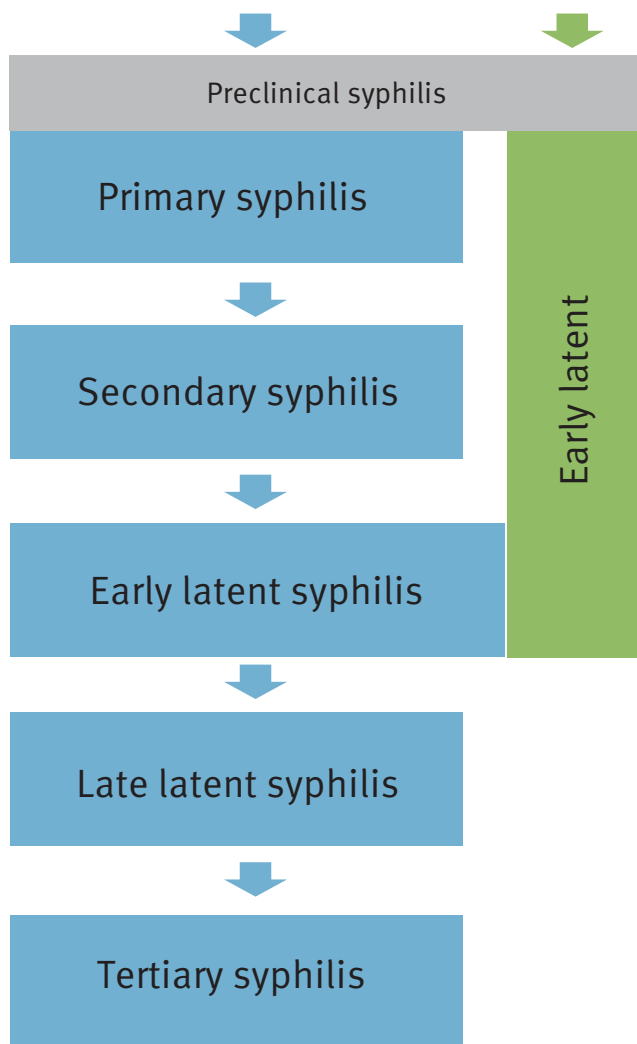 Preclinical syphilis
Primary syphilis
Secondary syphilis
Early latent
Early latent syphilis
Late latent syphilis
Tertiary syphilis